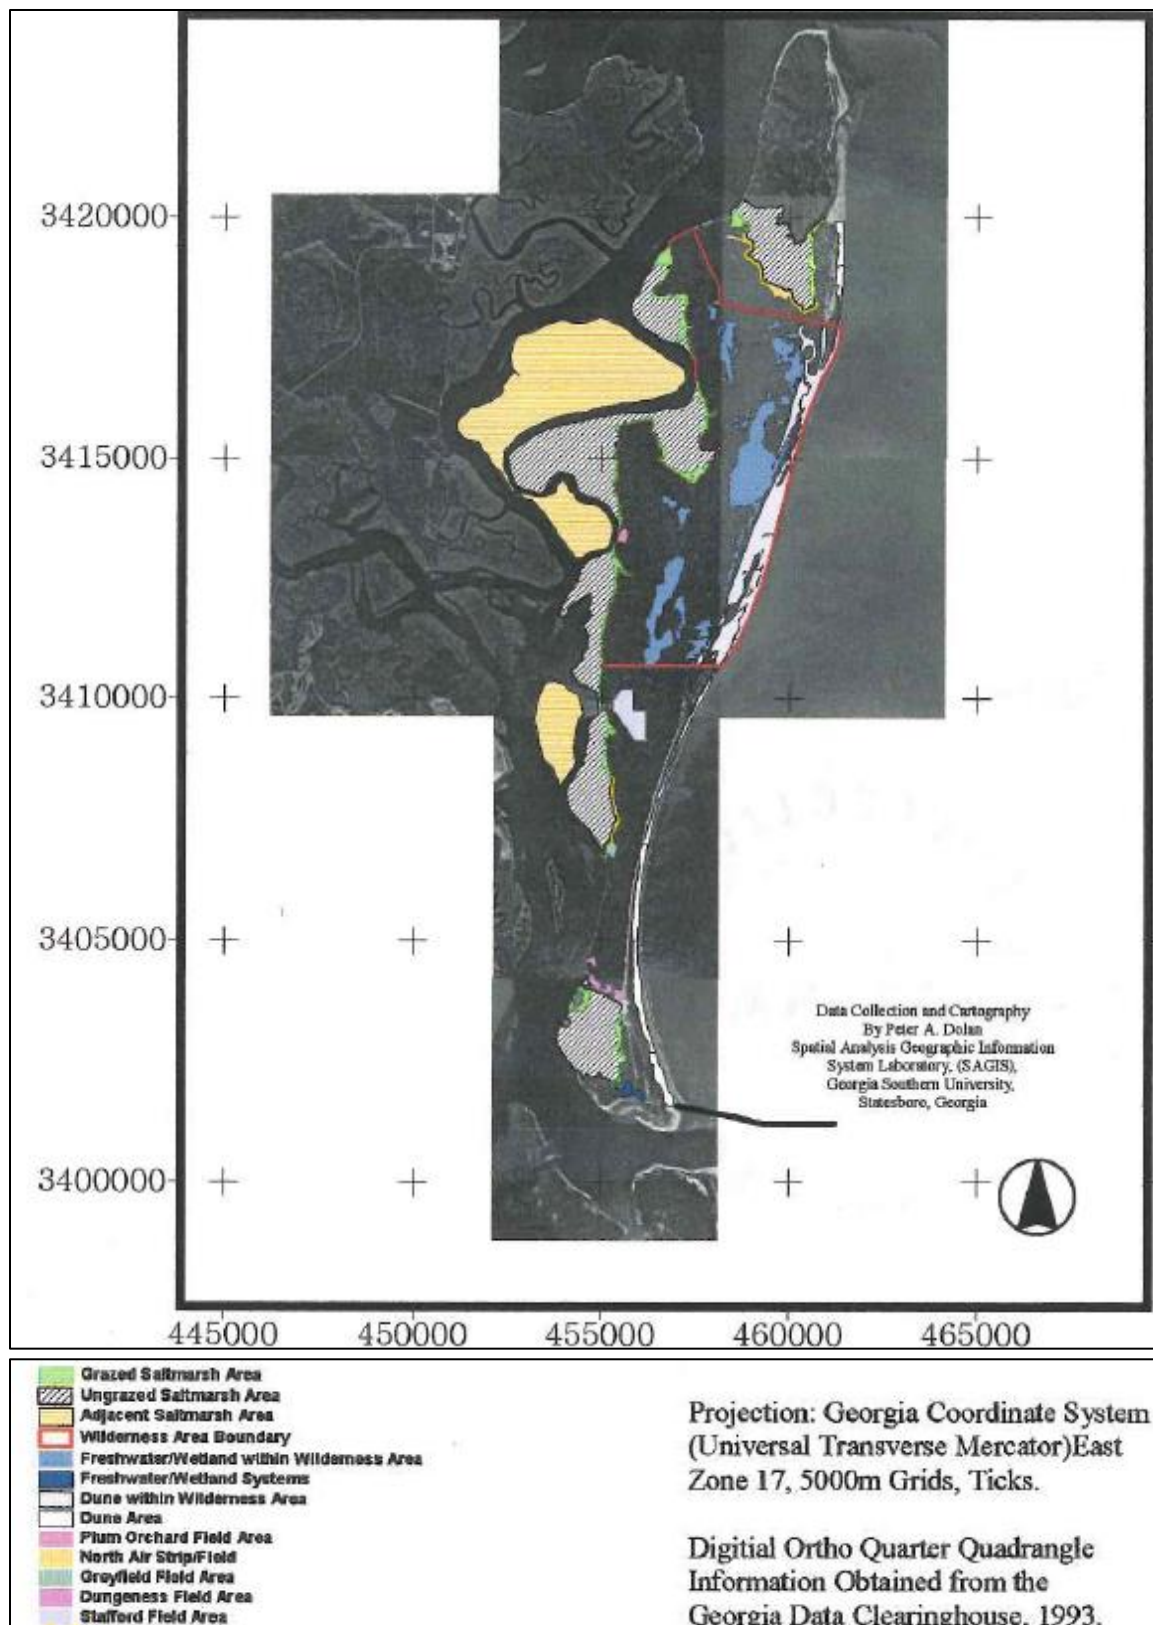 3420000
3415000
3410000
3405000
3400000
Data Collection and Cartography
By Peter A. Dolan
Spatial Analysis Geographic Information
System Laboratory, (SAGIS),
Georgia Southern University,
Statesboro, Georgia
445000 450000 455000 460000 465000
Grazed Saltmarsh Area
Ungrazed Saltmarsh Area
Adjacent Saltmarsh Area
Wilderness Area Boundary
Freshwater/Wetland within Wilderness Area
Freshwater/Wetland Systems
Dune within Wilderness Area
Dune Area
Plum Orchard Field Area
North Air Strip/Field
Greyfield Field Area
Dungeness Field Area
Stafford Field Area
Projection: Georgia Coordinate System
(Universal Transverse Mercator)East
Zone 17, 5000m Grids, Ticks.
Digitial Ortho Quarter Quadrangle
Information Obtained from the
Georgia Data Clearinghouse, 1993.